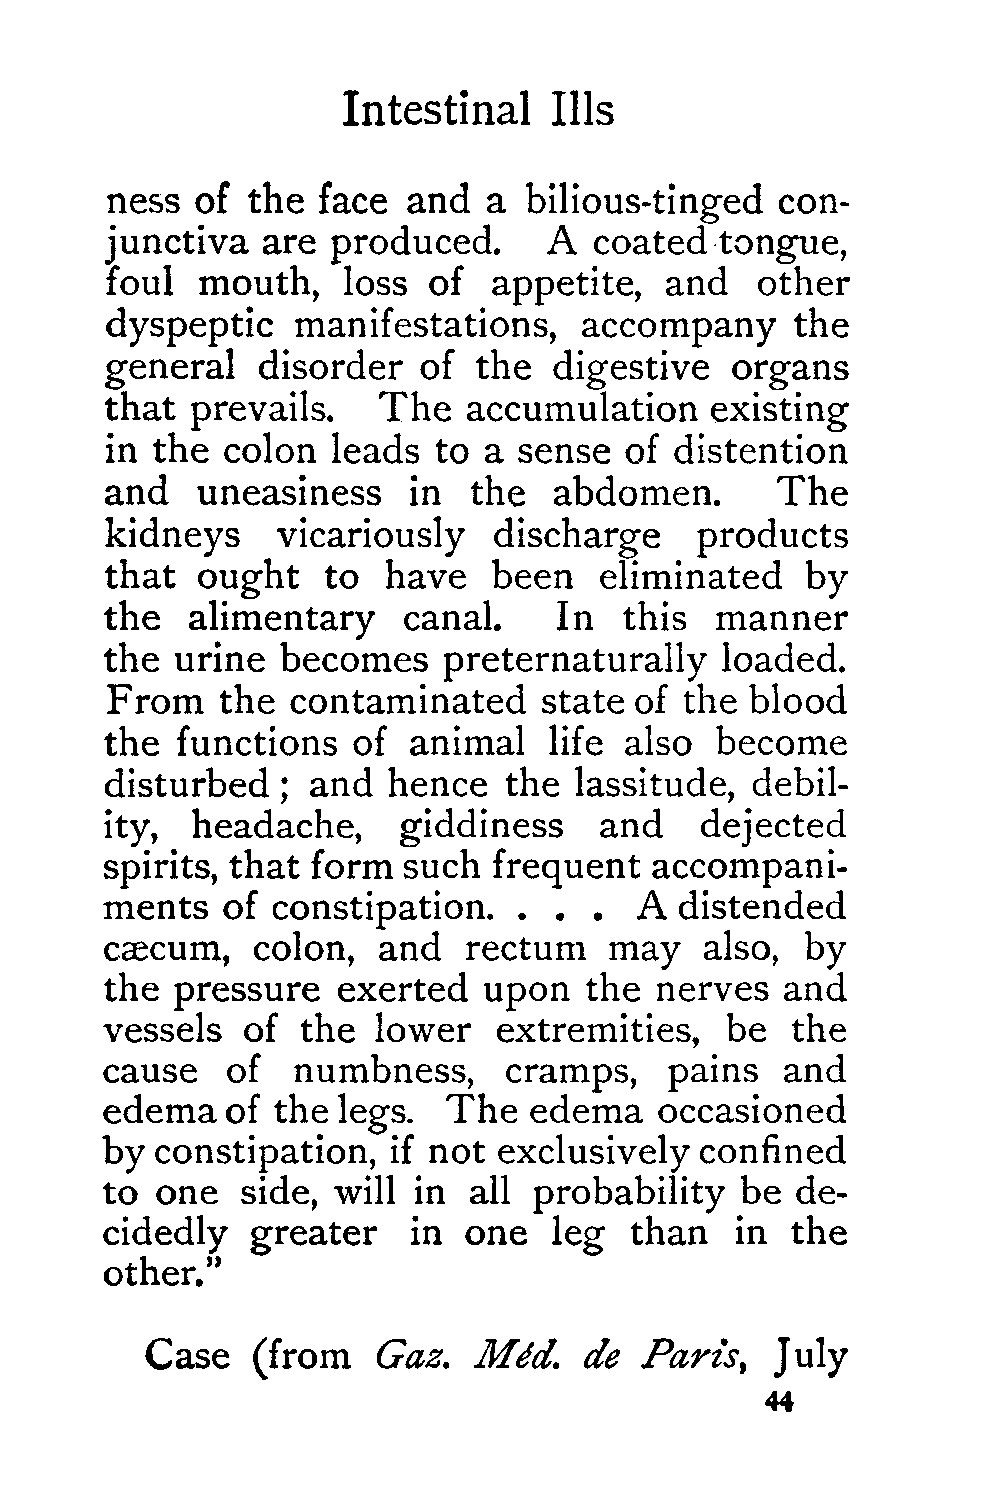 Intestinal Ills
ness of the face and a bilious-tinged con-
junctiva are produced. A coated tongue,
foul mouth, loss of appetite, and other
dyspeptic manifestations, accompany the
general disorder of the digestive organs
that prevails. The accumulation existing
in the colon leads to a sense of distention
and uneasiness in the abdomen. The
kidneys vicariously discharge products
that ought to have been eliminated by
the alimentary canal. In this manner
the urine becomes preternaturally loaded.
From the contaminated state of the blood
the functions of animal life also become
disturbed ; and hence the lassitude, debil-
ity, headache, giddiness and dejected
spirits, that form such frequent accompani-
ments of constipation. . . . A distended
cæcum, colon, and rectum may also, by
the pressure exerted upon the nerves and
vessels of the lower extremities, be the
cause of numbness, cramps, pains and
edema of the legs. The edema occasioned
by constipation, if not exclusively confined
to one side, will in all probability be de-
cidedly greater in one leg than in the
other."
Case (from Gaz. Méd. de Paris, July
44